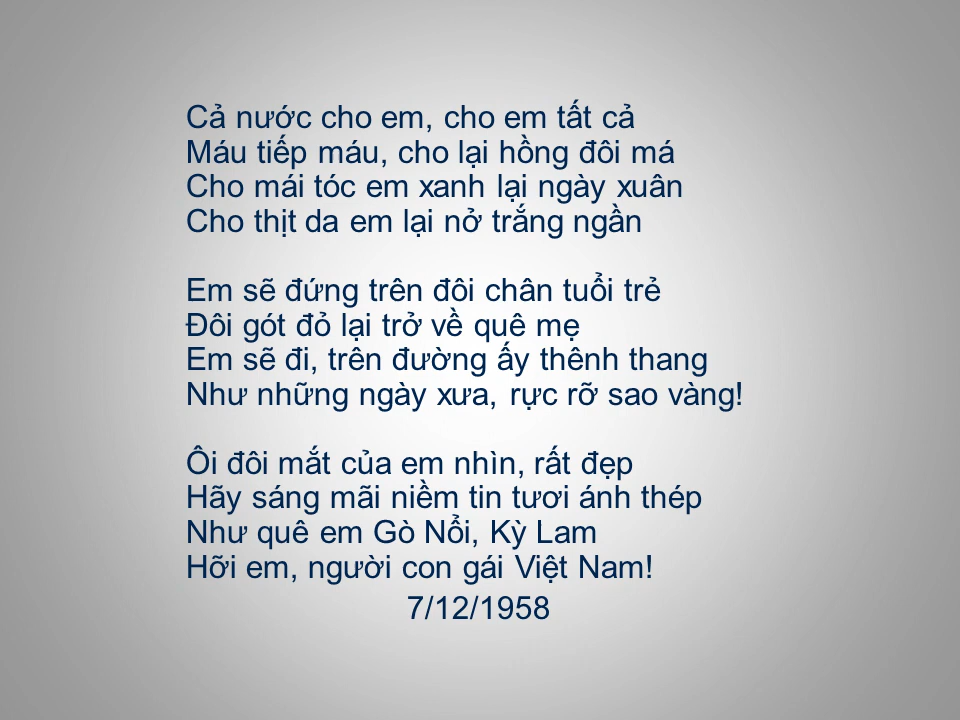 Cả nước cho em, cho em tất cả
Máu tiếp máu, cho lại hồng đôi má
Cho mái tóc em xanh lại ngày xuân
Cho thịt da em lại nở trắng ngần
Em sẽ đứng trên đôi chân tuổi trẻ
Đôi gót đỏ lại trở về quê mẹ
Em sẽ đi, trên đường ấy thênh thang
Như những ngày xưa, rực rỡ sao vàng!
Ôi đôi mắt của em nhìn, rất đẹp
Hãy sáng mãi niềm tin tươi ánh thép
Như quê em Gò Nổi, Kỳ Lam
Hỡi em, người con gái Việt Nam!
7/12/1958